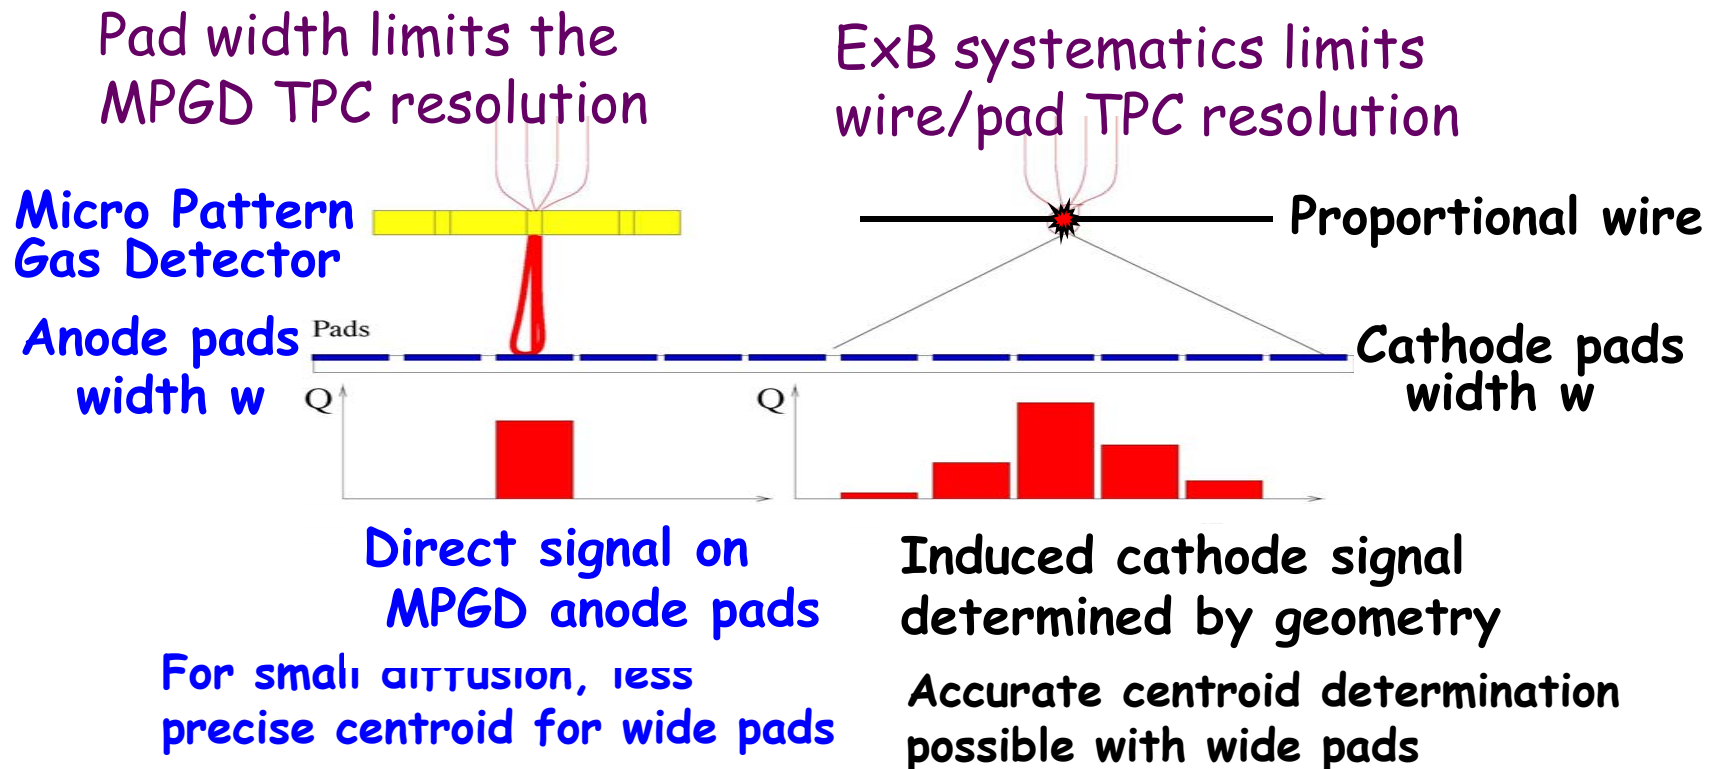 Pad width limits the
MPGD TPC resolution
ExB systematics limits
wire/pad TPC resolution
Micro Pattern
Gas Detector
Proportional wire
Anode pads
width w
Pads
Cathode pads
width w
Q
Q
Direct signal on
MPGD anode pads
For small diffusion, less
precise centroid for wide pads
Induced cathode signal
determined by geometry
Accurate centroid determination
possible with wide pads